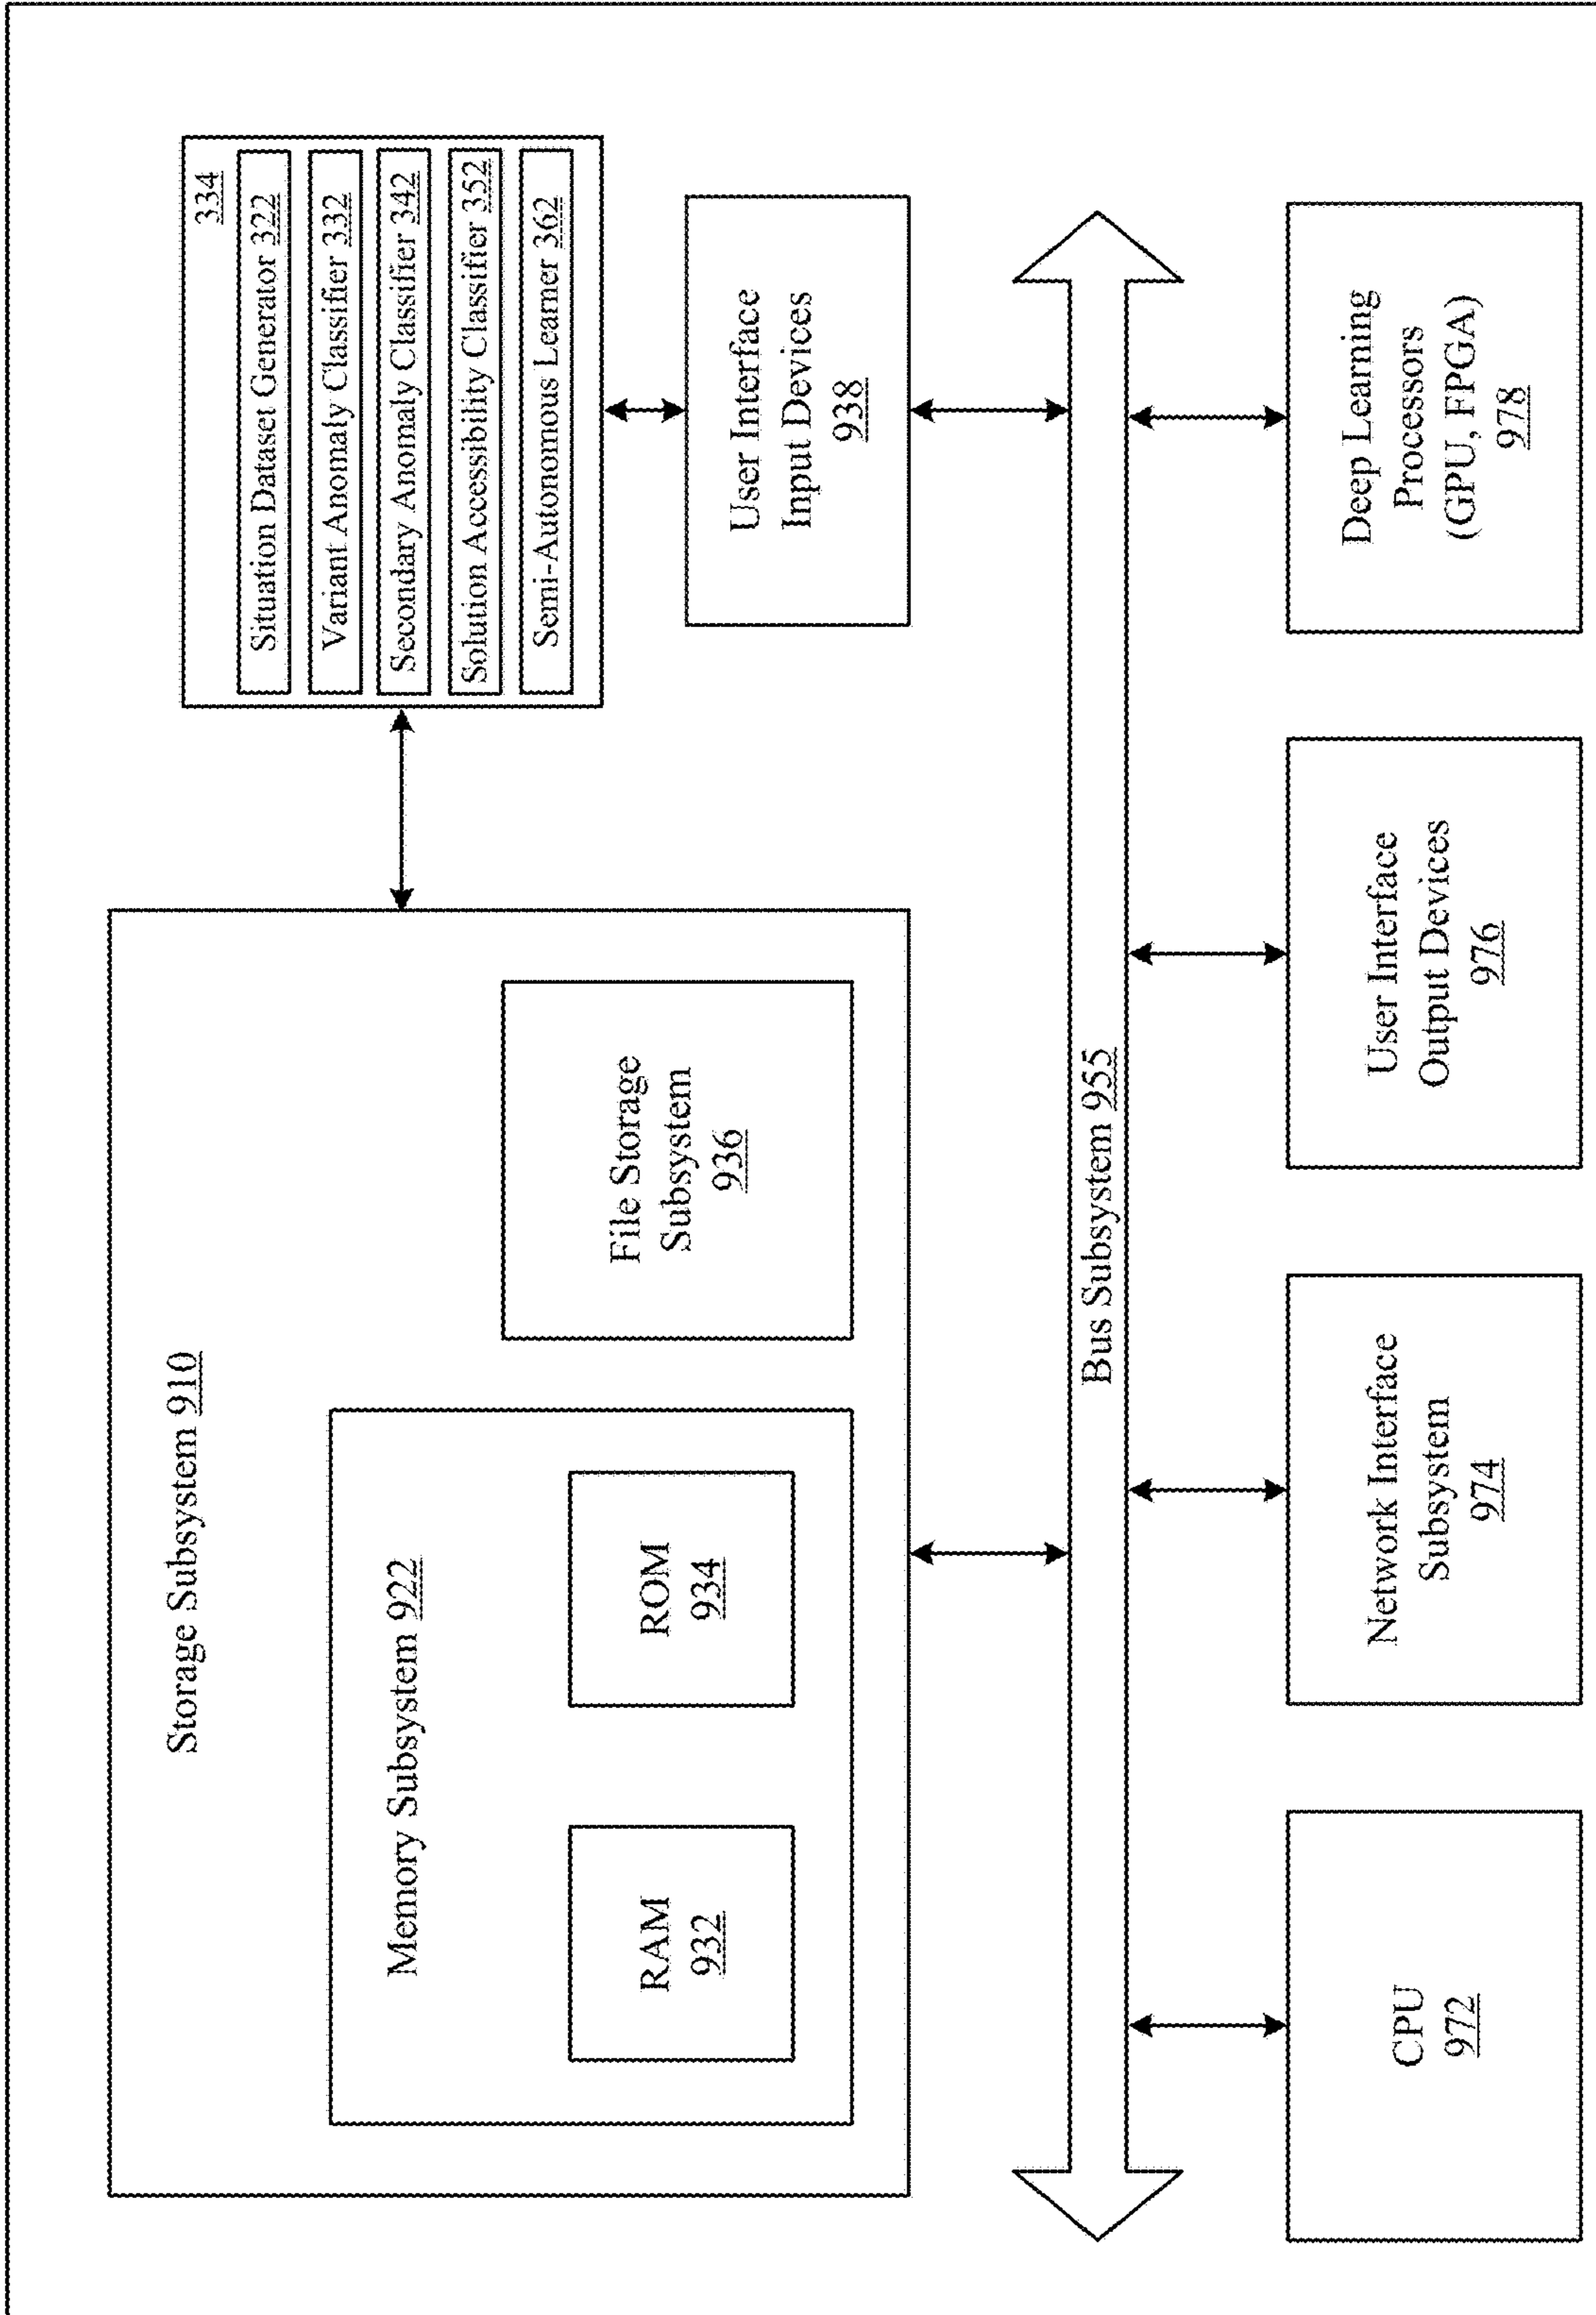 Storage Subsystem 910
Memory Subsystem 922
RAM
932
ROM
934
File Storage
Subsystem
936
334
Situation Dataset Generator 322
Variant Anomaly Classifier 332
Secondary Anomaly Classifier 342
Solution Accessibility Classifier 352
Semi-Autonomous Learner 362
User Interface
Input Devices
938
Bus Subsystem 955
CPU
972
Network Interface
Subsystem
974
User Interface
Output Devices
976
Deep Learning
Processors
(GPU, FPGA)
978